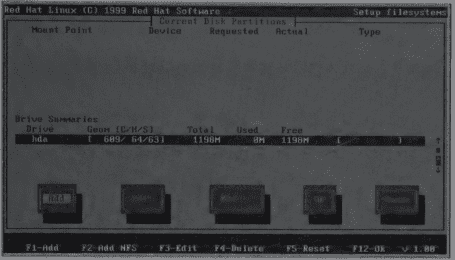 Red Hat Linux (C) 1999 Red Hat Software Setup filesystems
Current Disk Partitions
Mount Point Device Requested Actual Type
Drive Summaries
Drive Geom [C/H/S] Total Used Free
hda [ 609/ 64/63] 1198M 0M 1198M [ ]
Add
F1-Add F2-Add NFS F3-Edit F4-Delete F5-Reset F12-Ok v 1.00